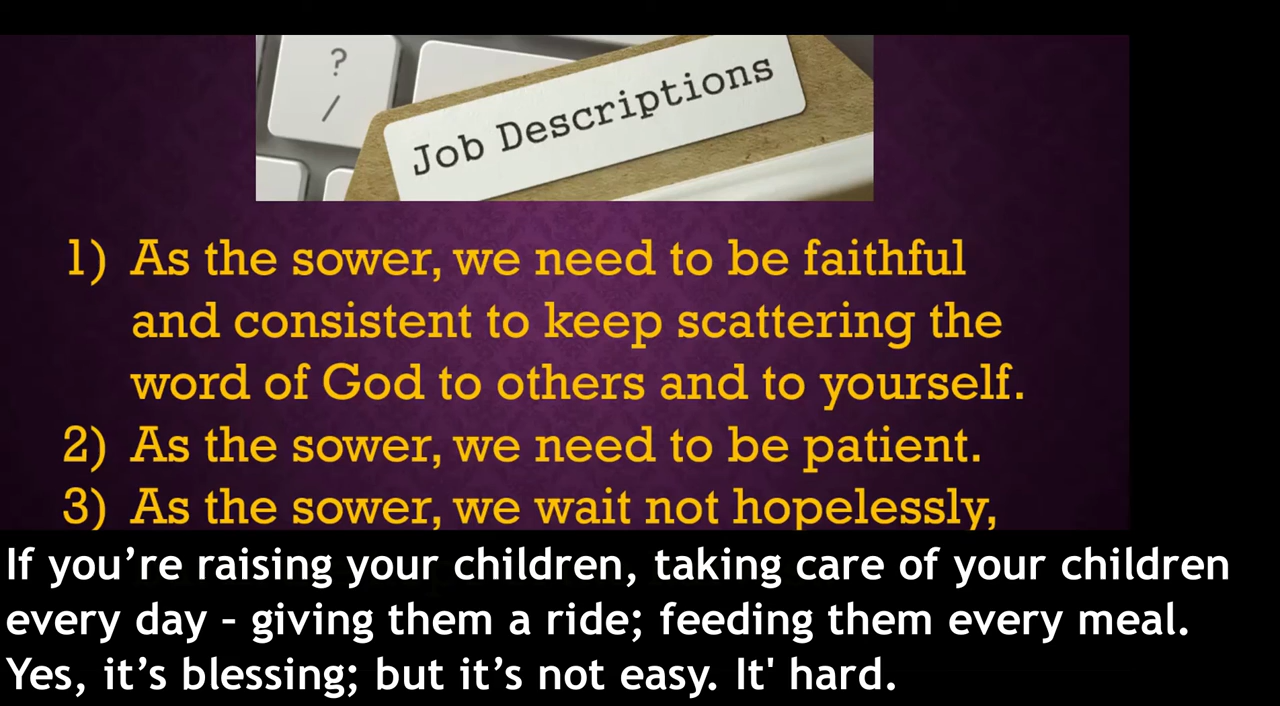 ?
/
Job Descriptions
1) As the sower, we need to be faithful
and consistent to keep scattering the
word of God to others and to yourself.
2) As the sower, we need to be patient.
3) As the sower, we wait not hopelessly,
If you’re raising your children, taking care of your children
every day – giving them a ride; feeding them every meal.
Yes, it’s blessing; but it’s not easy. It' hard.